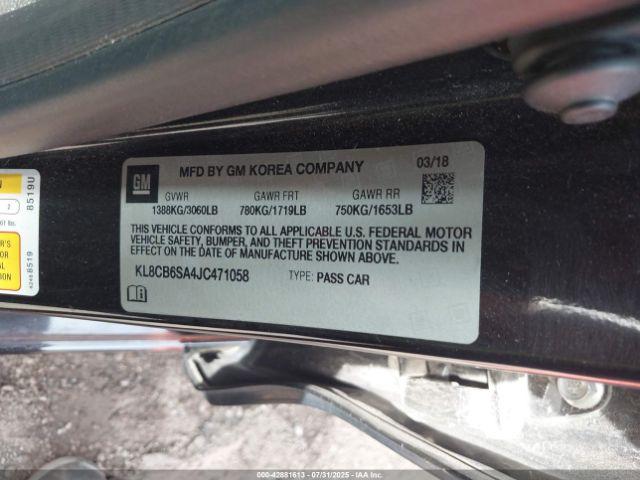 MFD BY GM KOREA COMPANY
03/18
GM
GVWR GAWR FRT GAWR RR
1388KG/3060LB 780KG/1719LB 750KG/1653LB
THIS VEHICLE CONFORMS TO ALL APPLICABLE U.S. FEDERAL MOTOR
VEHICLE SAFETY, BUMPER, AND THEFT PREVENTION STANDARDS IN
EFFECT ON THE DATE OF MANUFACTURE SHOWN ABOVE.
KL8CB6SA4JC471058 TYPE: PASS CAR
8519U
2
000-42881613 - 07/31/2025 - IAAI, Inc.